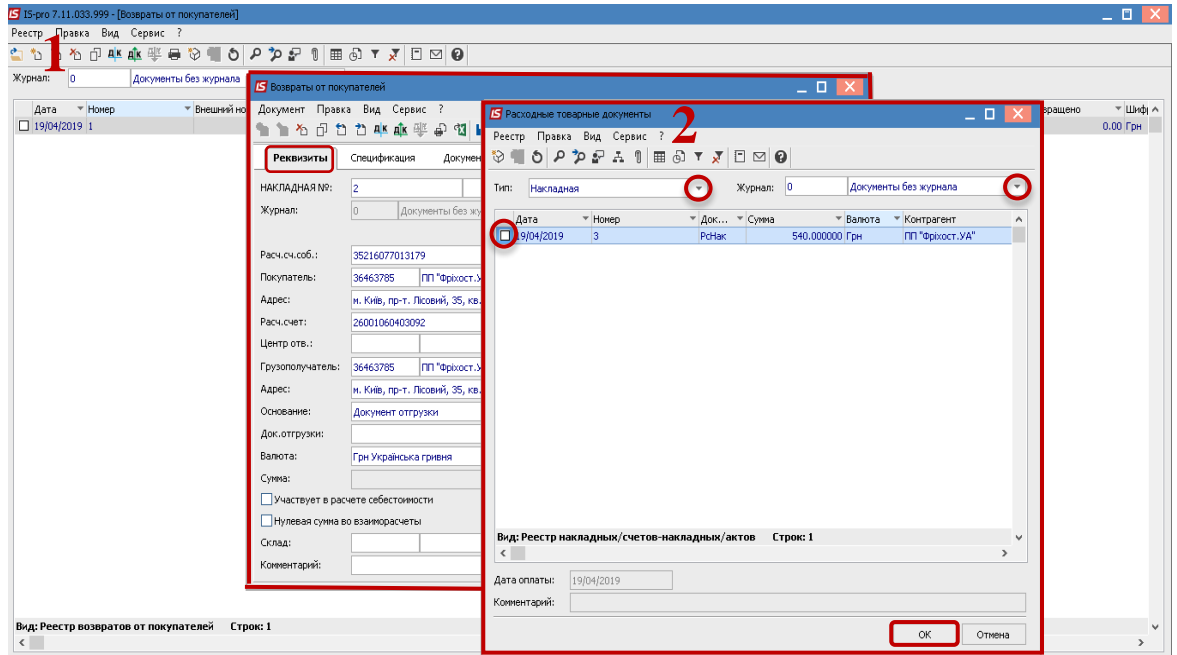 IS-pro 7.11.033.999 - [Возвраты от покупателей]
Реестр Правка Вид Сервис ?
1
Журнал: 0 Документы без журнала
Дата Номер Внешний но
19/04/2019 1
вращено Шиф
0.00 Грн
Вид: Реестр возвратов от покупателей Строк: 1
Возвраты от покупателей
Документ Правка Вид Сервис ?
Реквизиты Спецификация Докумен
НАКЛАДНАЯ №: 2
Журнал: 0 Документы без жу
Расч.сч.соб.: 35216077013179
Покупатель: 36463785 ПП "Фріхост.У
Адрес: м. Київ, пр-т. Лісовий, 35, кв.
Расч.счет: 26001060403092
Центр отв.:
Грузополучатель: 36463785 ПП "Фріхост.У
Адрес: м. Київ, пр-т. Лісовий, 35, кв.
Основание: Документ отгрузки
Док.отгрузки:
Валюта: Грн Українська гривня
Сумма:
Участвует в расчете себестоимости
Нулевая сумма во взаиморасчеты
Склад:
Комментарий:
Расходные товарные документы
2
Реестр Правка Вид Сервис ?
Тип: Накладная Журнал: 0 Документы без журнала
Дата Номер Док... Сумма Валюта Контрагент
19/04/2019 3 РсНак 540.000000 Грн ПП "Фріхост.УА"
Вид: Реестр накладных/счетов-накладных/актов Строк: 1
Дата оплаты: 19/04/2019
Комментарий:
OK Отмена